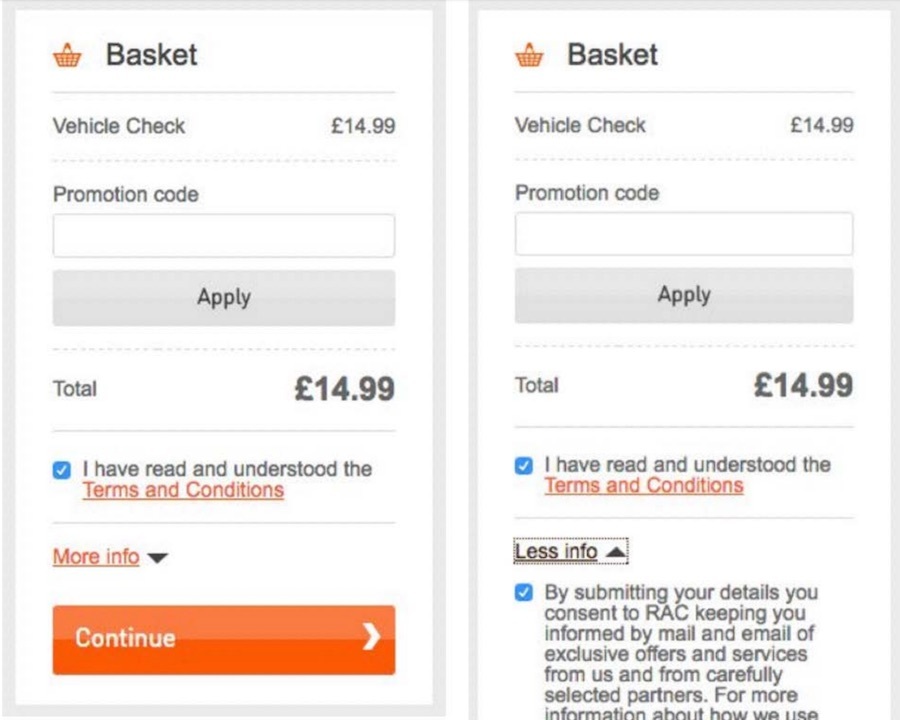 Basket
Vehicle Check £14.99
Promotion code
Apply
Total £14.99
I have read and understood the
Terms and Conditions
More info
Continue
Basket
Vehicle Check £14.99
Promotion code
Apply
Total £14.99
I have read and understood the
Terms and Conditions
Less info
By submitting your details you
consent to RAC keeping you
informed by mail and email of
exclusive offers and services
from us and from carefully
selected partners. For more
information about how we use